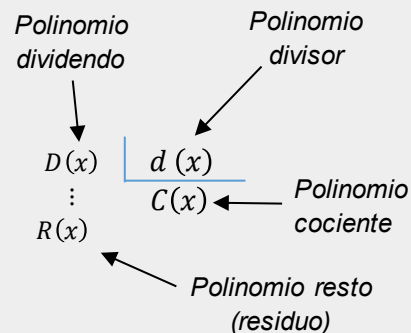 Polinomio
dividendo
Polinomio
divisor
D(x)
d (x)
⋮
C(x)
Polinomio
cociente
R(x)
Polinomio resto
(residuo)